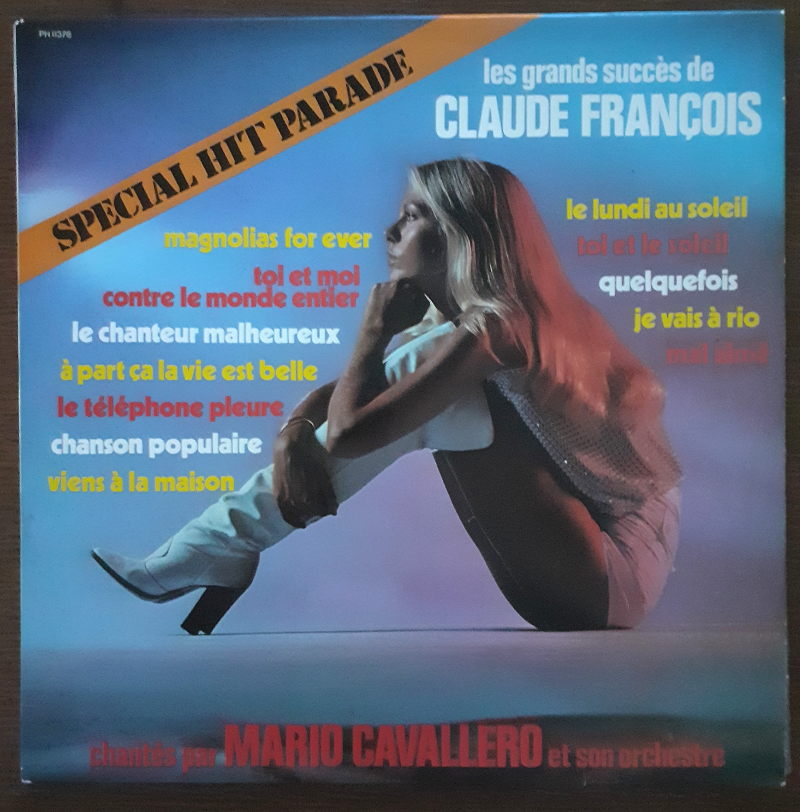 PH 11376
SPECIAL HIT PARADE
les grands succès de
CLAUDE FRANÇOIS
magnolias for ever
toi et moi
contre le monde entier
le chanteur malheureux
à part ça la vie est belle
le téléphone pleure
chanson populaire
viens à la maison
le lundi au soleil
toi et le soleil
quelquefois
je vais à rio
mal aimé
chantés par MARIO CAVALLERO et son orchestre